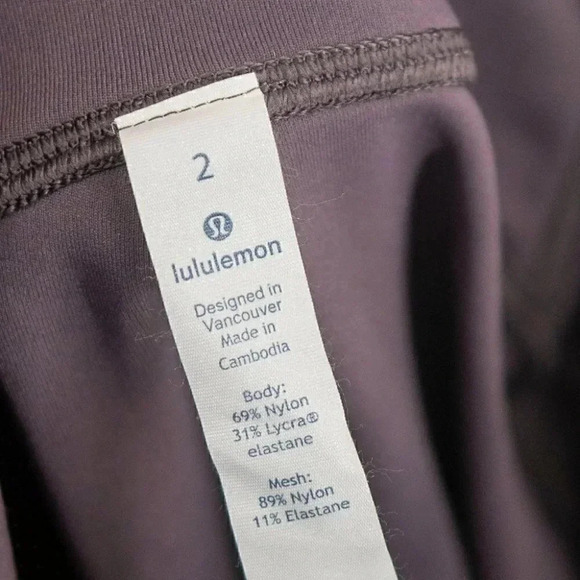 2
lululemon
Designed in
Vancouver
Made in
Cambodia
Body:
69% Nylon
31% Lycra®
elastane
Mesh:
89% Nylon
11% Elastane